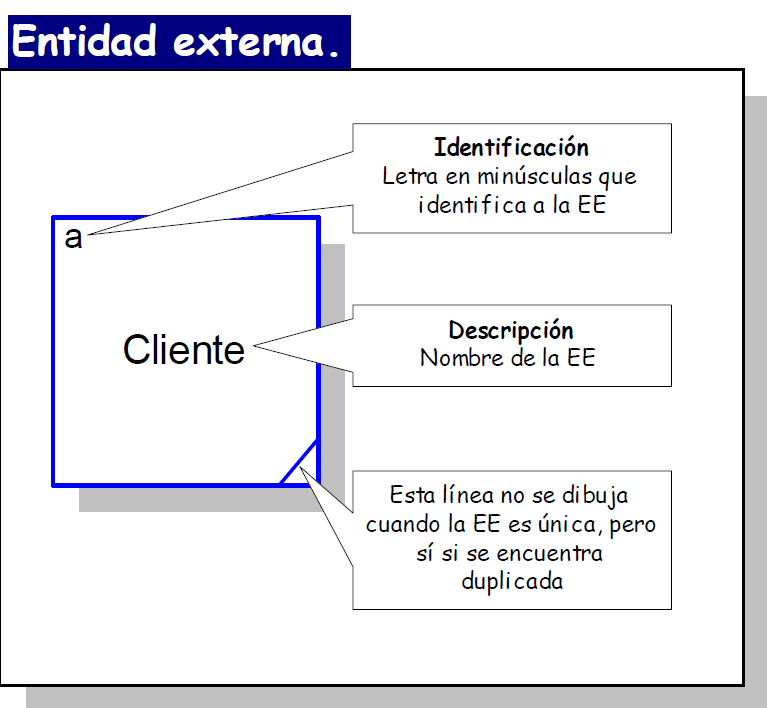 Entidad externa.
Identificación
Letra en minúsculas que
identifica a la EE
a
Cliente
Descripción
Nombre de la EE
Esta línea no se dibuja
cuando la EE es única, pero
sí si se encuentra
duplicada